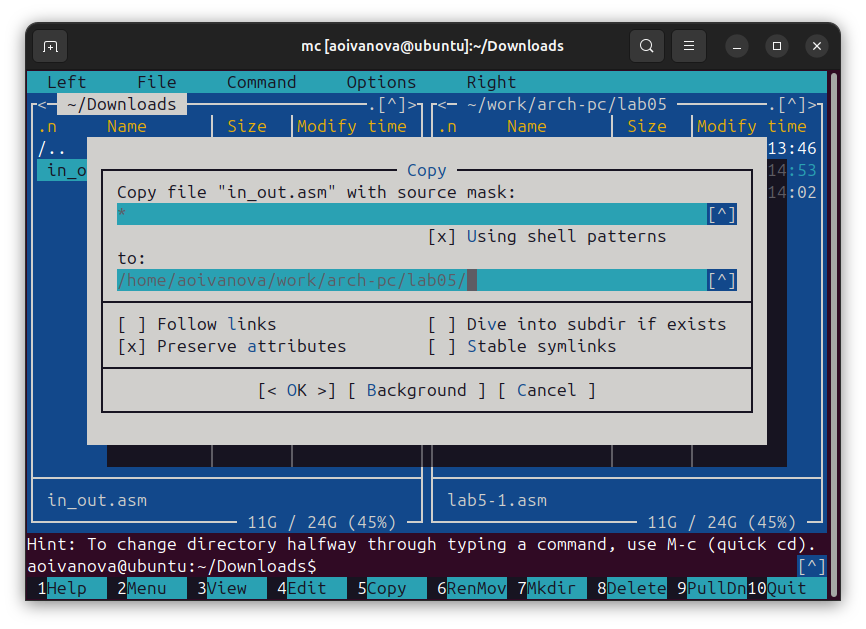 mc [aoivanova@ubuntu]:~/Downloads
Left File Command Options Right
<- ~/Downloads .[^]> <- ~/work/arch-pc/lab05 .[^]>
.n Name Size Modify time .n Name Size Modify time
/.. 13:46
in_o 14:53
14:02
Copy
Copy file "in_out.asm" with source mask:
* [^]
[x] Using shell patterns
to:
/home/aoivanova/work/arch-pc/lab05/ [^]
[ ] Follow links [ ] Dive into subdir if exists
[x] Preserve attributes [ ] Stable symlinks
[< OK >] [ Background ] [ Cancel ]
in_out.asm lab5-1.asm
11G / 24G (45%) 11G / 24G (45%)
Hint: To change directory halfway through typing a command, use M-c (quick cd).
aoivanova@ubuntu:~/Downloads$ [^]
1Help 2Menu 3View 4Edit 5Copy 6RenMov 7Mkdir 8Delete 9PullDn 10Quit